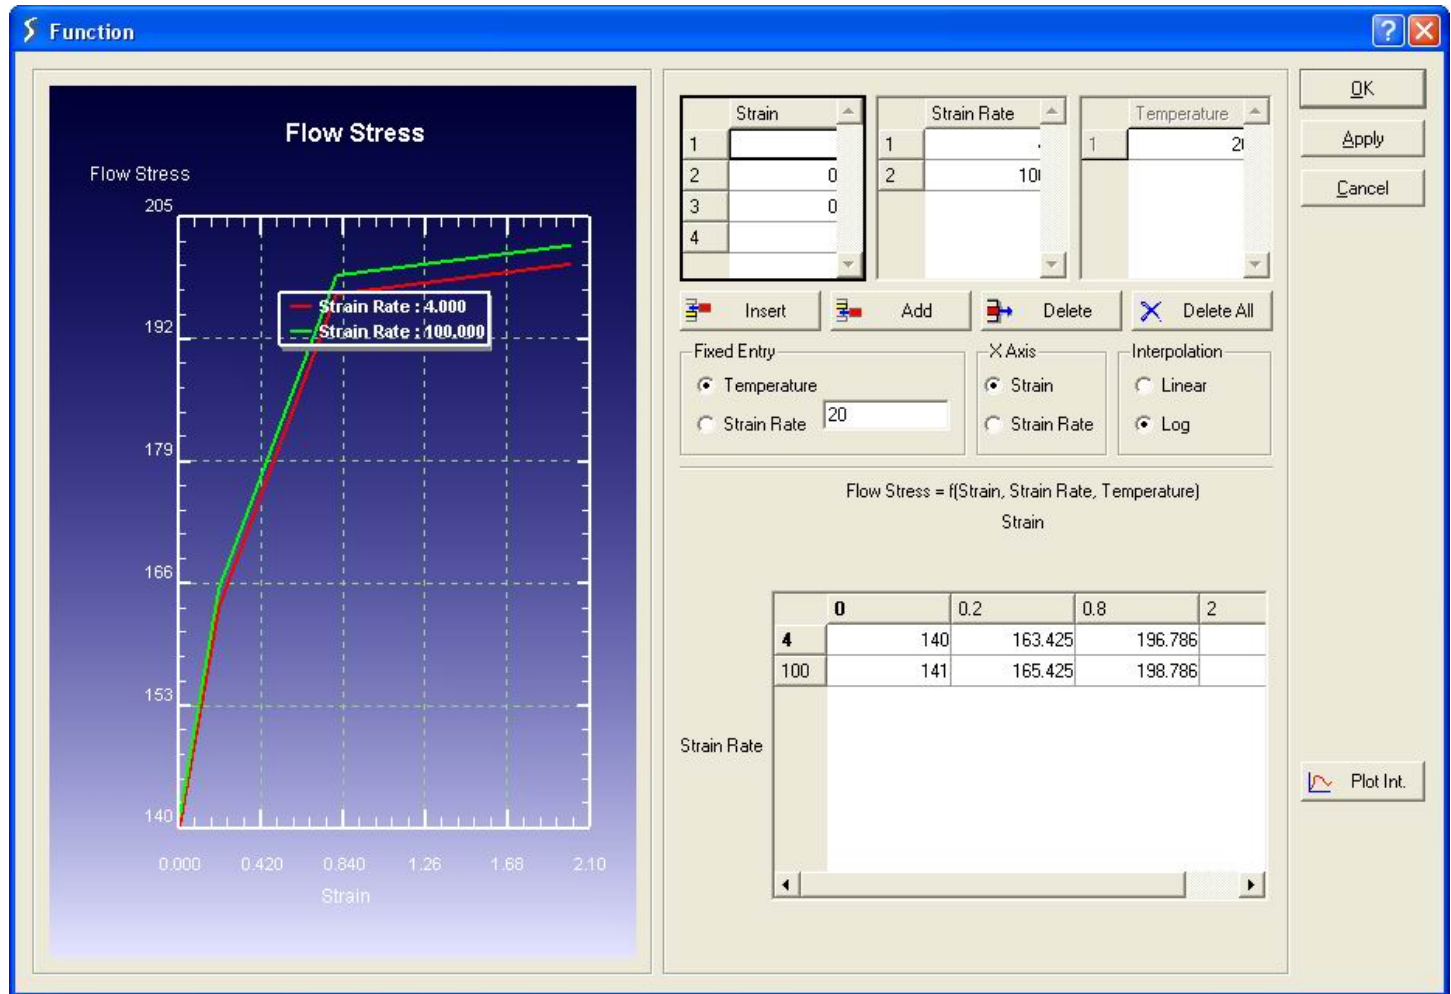 Function
Flow Stress
Flow Stress
205
192
179
166
153
140
0.000 0.420 0.840 1.26 1.68 2.10
Strain
Strain Rate : 4.000
Strain Rate : 100.000
Strain
1
2 0
3 0
4
Strain Rate
1
2 100
Temperature
1 20
Insert Add Delete Delete All
Fixed Entry
Temperature
Strain Rate 20
X Axis
Strain
Strain Rate
Interpolation
Linear
Log
Flow Stress = f(Strain, Strain Rate, Temperature)
Strain
0 0.2 0.8 2
4 140 163.425 196.786
100 141 165.425 198.786
Strain Rate
OK
Apply
Cancel
Plot Int.